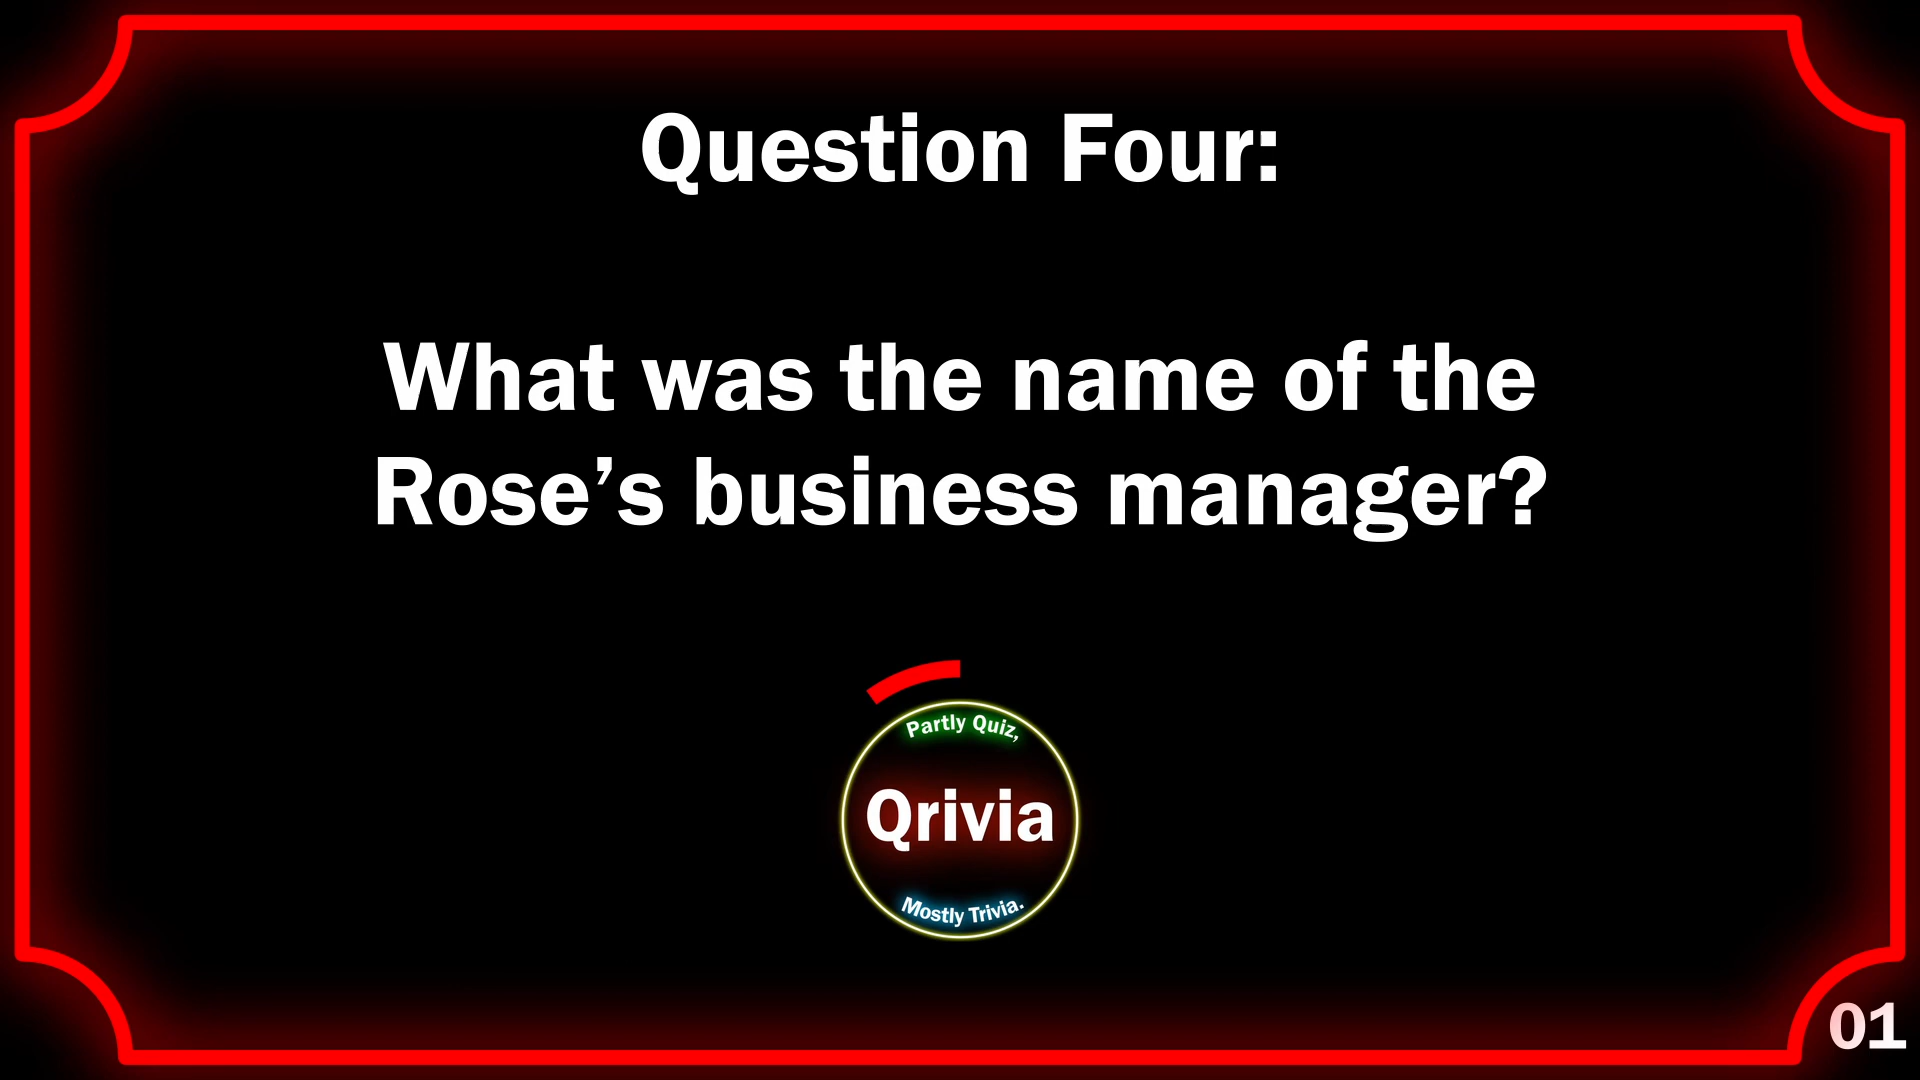 Question Four:
What was the name of the
Rose’s business manager?
Partly Quiz,
Qrivia
Mostly Trivia.
01